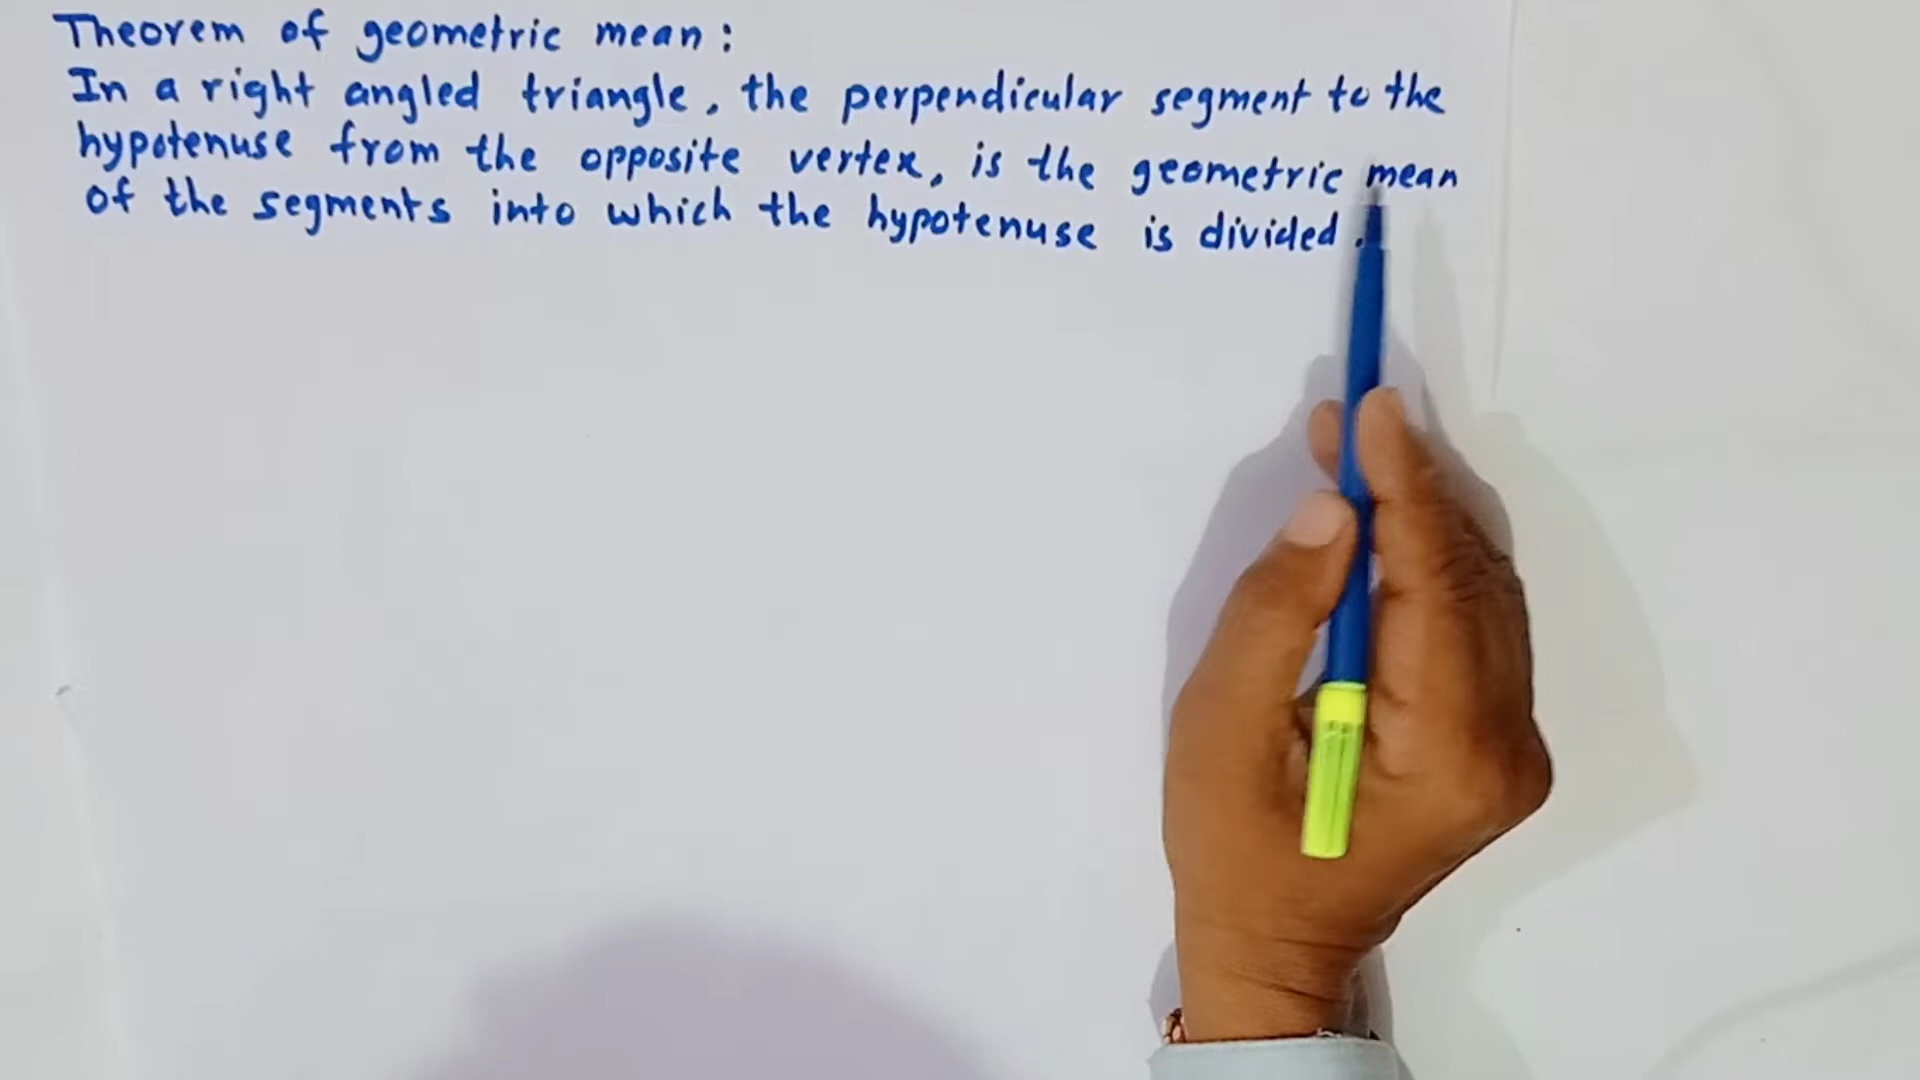 Theorem of geometric mean :
In a right angled triangle, the perpendicular segment to the
hypotenuse from the opposite vertex, is the geometric mean
of the segments into which the hypotenuse is divided.